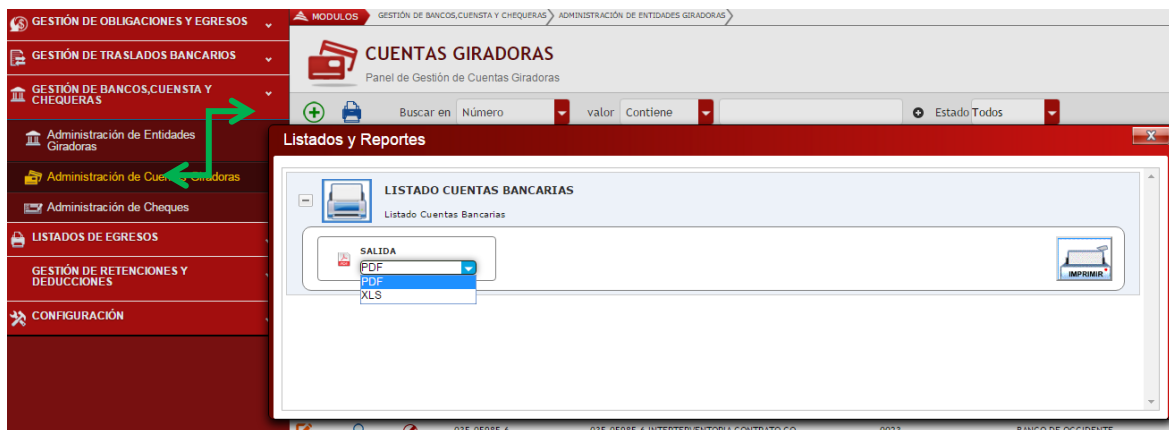 GESTIÓN DE OBLIGACIONES Y EGRESOS
GESTIÓN DE TRASLADOS BANCARIOS
GESTIÓN DE BANCOS,CUENSTA Y
CHEQUERAS
Administración de Entidades
Giradoras
Administración de Cuentas Giradoras
Administración de Cheques
LISTADOS DE EGRESOS
GESTIÓN DE RETENCIONES Y
DEDUCCIONES
CONFIGURACIÓN
MODULOS GESTIÓN DE BANCOS,CUENSTA Y CHEQUERAS ADMINISTRACIÓN DE ENTIDADES GIRADORAS
CUENTAS GIRADORAS
Panel de Gestión de Cuentas Giradoras
Buscar en Número valor Contiene Estado Todos
Listados y Reportes X
LISTADO CUENTAS BANCARIAS
Listado Cuentas Bancarias
SALIDA
PDF
PDF
XLS
IMPRIMIR
BANCO DE OCCIDENTE